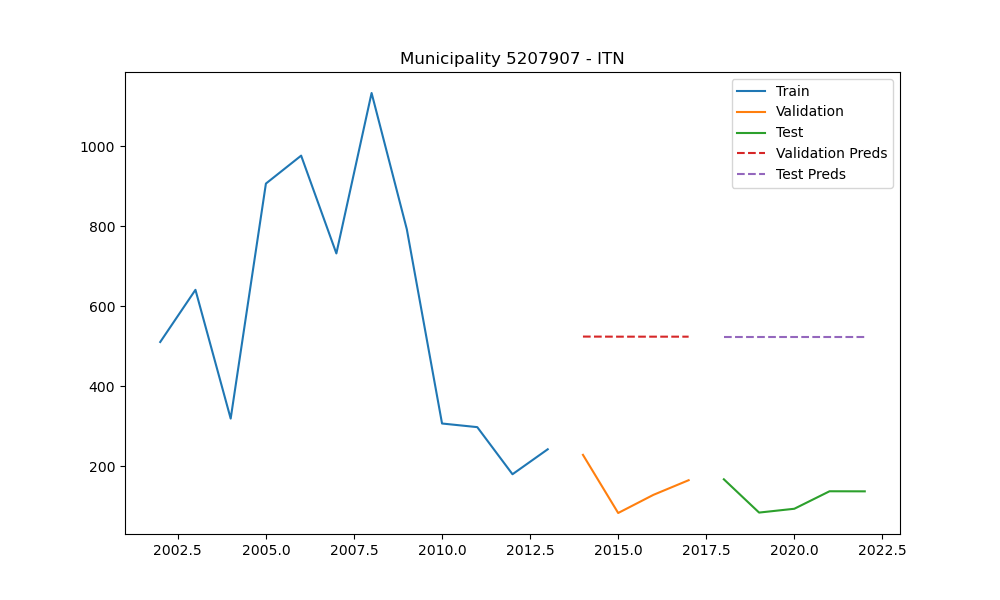 Municipality 5207907 - ITN
Train
Validation
Test
Validation Preds
Test Preds
1000
800
600
400
200
2002.5 2005.0 2007.5 2010.0 2012.5 2015.0 2017.5 2020.0 2022.5